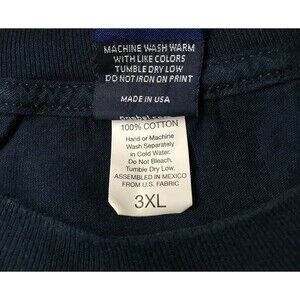 MACHINE WASH WARM
WITH LIKE COLORS
TUMBLE DRY LOW
DO NOT IRON ON PRINT
MADE IN USA
100% COTTON
Hand or Machine
Wash Separately
in Cold Water.
Do Not Bleach.
Tumble Dry Low.
ASSEMBLED IN MEXICO
FROM U.S. FABRIC
3XL